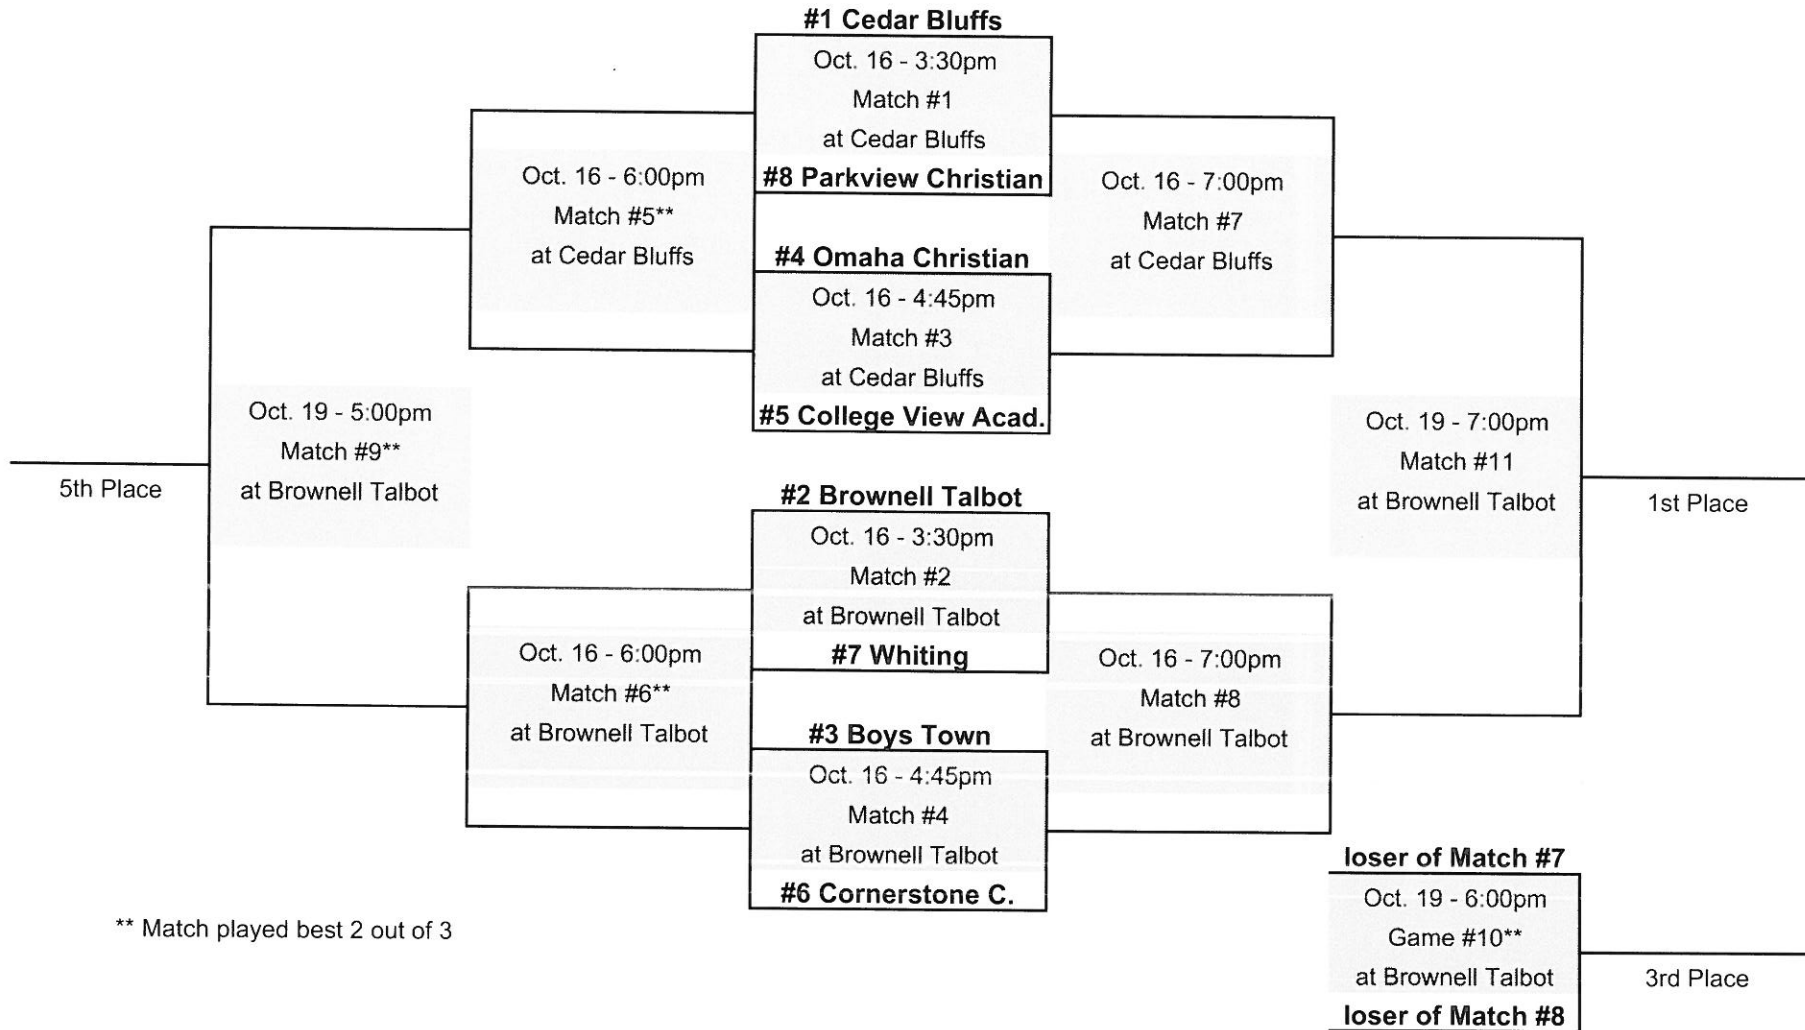 #1 Cedar Bluffs
Oct. 16 - 3:30pm
Match #1
at Cedar Bluffs
#8 Parkview Christian
Oct. 16 - 6:00pm
Match #5**
at Cedar Bluffs
Oct. 16 - 7:00pm
Match #7
at Cedar Bluffs
#4 Omaha Christian
Oct. 16 - 4:45pm
Match #3
at Cedar Bluffs
#5 College View Acad.
Oct. 19 - 5:00pm
Match #9**
at Brownell Talbot
5th Place
Oct. 19 - 7:00pm
Match #11
at Brownell Talbot
1st Place
#2 Brownell Talbot
Oct. 16 - 3:30pm
Match #2
at Brownell Talbot
#7 Whiting
Oct. 16 - 6:00pm
Match #6**
at Brownell Talbot
Oct. 16 - 7:00pm
Match #8
at Brownell Talbot
#3 Boys Town
Oct. 16 - 4:45pm
Match #4
at Brownell Talbot
#6 Cornerstone C.
loser of Match #7
Oct. 19 - 6:00pm
Game #10**
at Brownell Talbot
loser of Match #8
3rd Place
** Match played best 2 out of 3